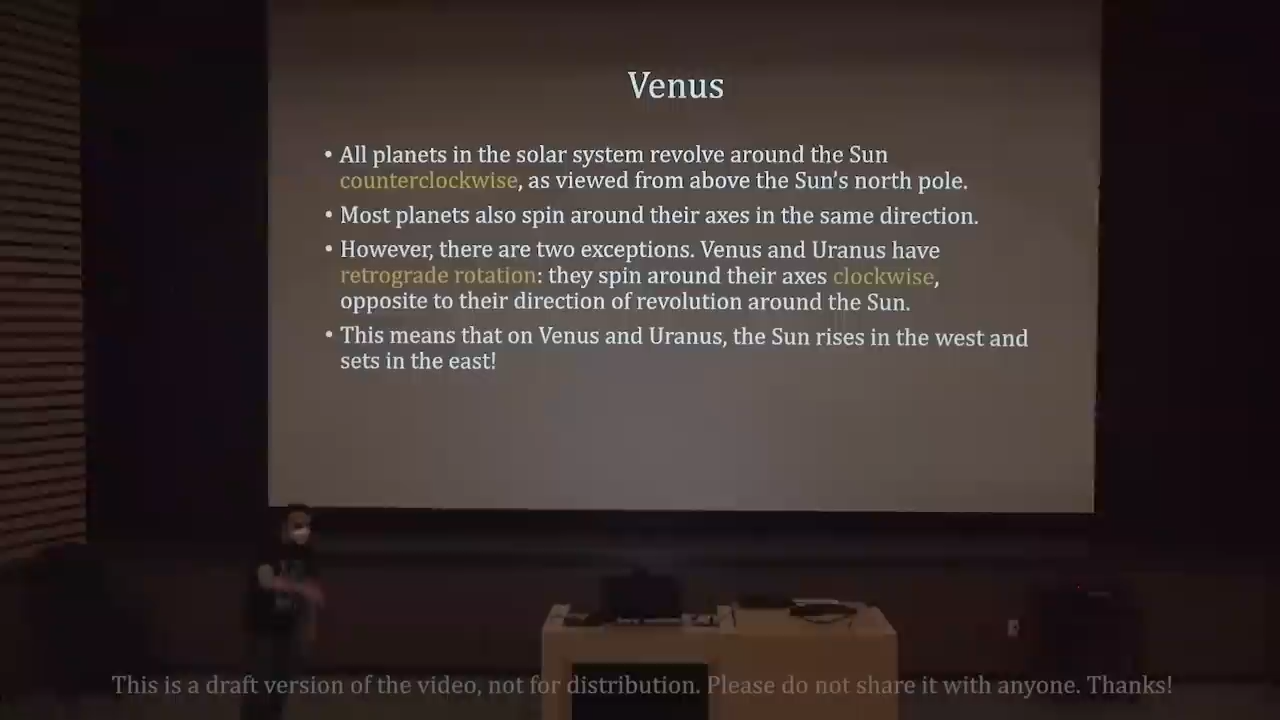 Venus
• All planets in the solar system revolve around the Sun
counterclockwise, as viewed from above the Sun's north pole.
• Most planets also spin around their axes in the same direction.
• However, there are two exceptions. Venus and Uranus have
retrograde rotation: they spin around their axes clockwise,
opposite to their direction of revolution around the Sun.
• This means that on Venus and Uranus, the Sun rises in the west and
sets in the east!
This is a draft version of the video, not for distribution. Please do not share it with anyone. Thanks!